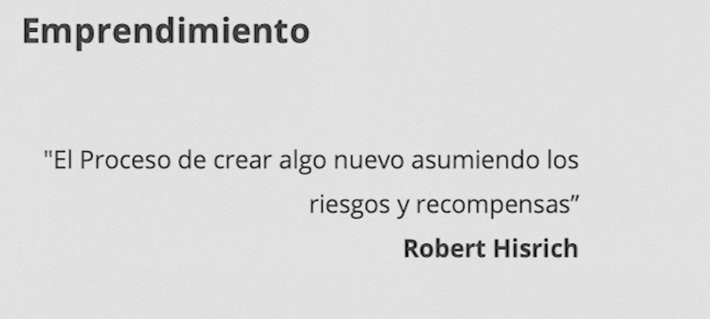 Emprendimiento
"El Proceso de crear algo nuevo asumiendo los
riesgos y recompensas”
Robert Hisrich